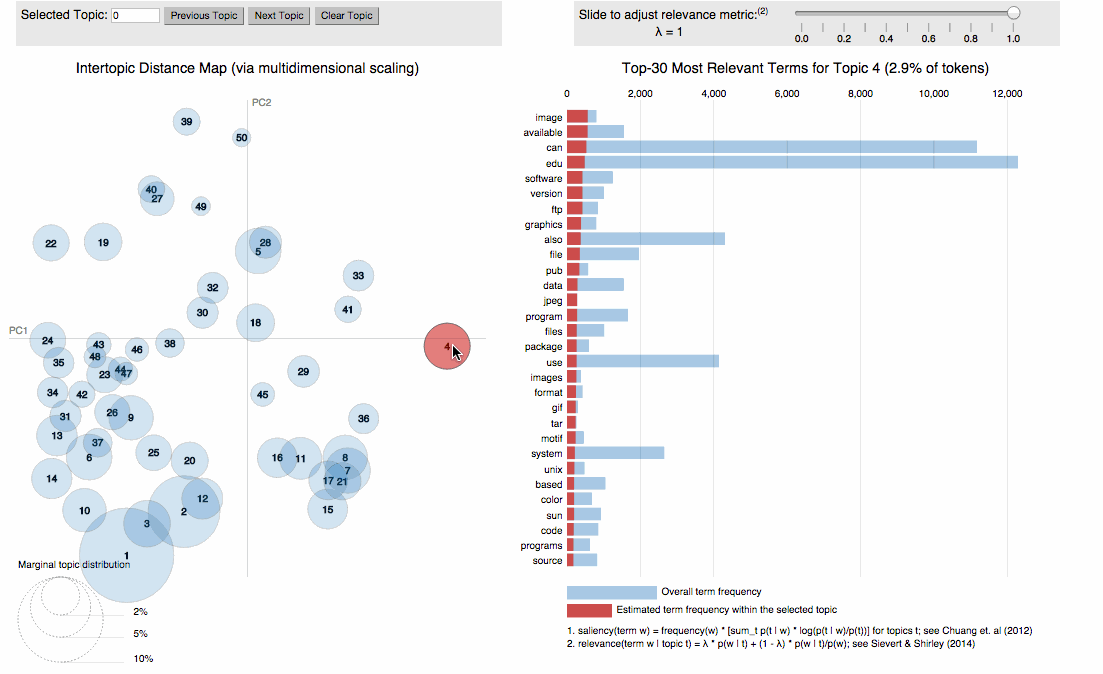 Selected Topic: 0 Previous Topic Next Topic Clear Topic
Slide to adjust relevance metric:(2)
λ = 1
0.0 0.2 0.4 0.6 0.8 1.0
Intertopic Distance Map (via multidimensional scaling)
PC2
PC1
39
50
40
27
49
22
19
28
5
33
32
41
30
18
24
43
46
38
4
48
35
44
47
23
29
34
42
45
26
31
9
36
13
37
6
25
20
16
11
8
7
14
17
21
12
10
2
15
3
1
Marginal topic distribution
2%
5%
10%
Top-30 Most Relevant Terms for Topic 4 (2.9% of tokens)
0 2,000 4,000 6,000 8,000 10,000 12,000
image
available
can
edu
software
version
ftp
graphics
also
file
pub
data
jpeg
program
files
package
use
images
format
gif
tar
motif
system
unix
based
color
sun
code
programs
source
Overall term frequency
Estimated term frequency within the selected topic
1. saliency(term w) = frequency(w) * [sum_t p(t | w) * log(p(t | w)/p(t))] for topics t; see Chuang et. al (2012)
2. relevance(term w | topic t) = λ * p(w | t) + (1 - λ) * p(w | t)/p(w); see Sievert & Shirley (2014)